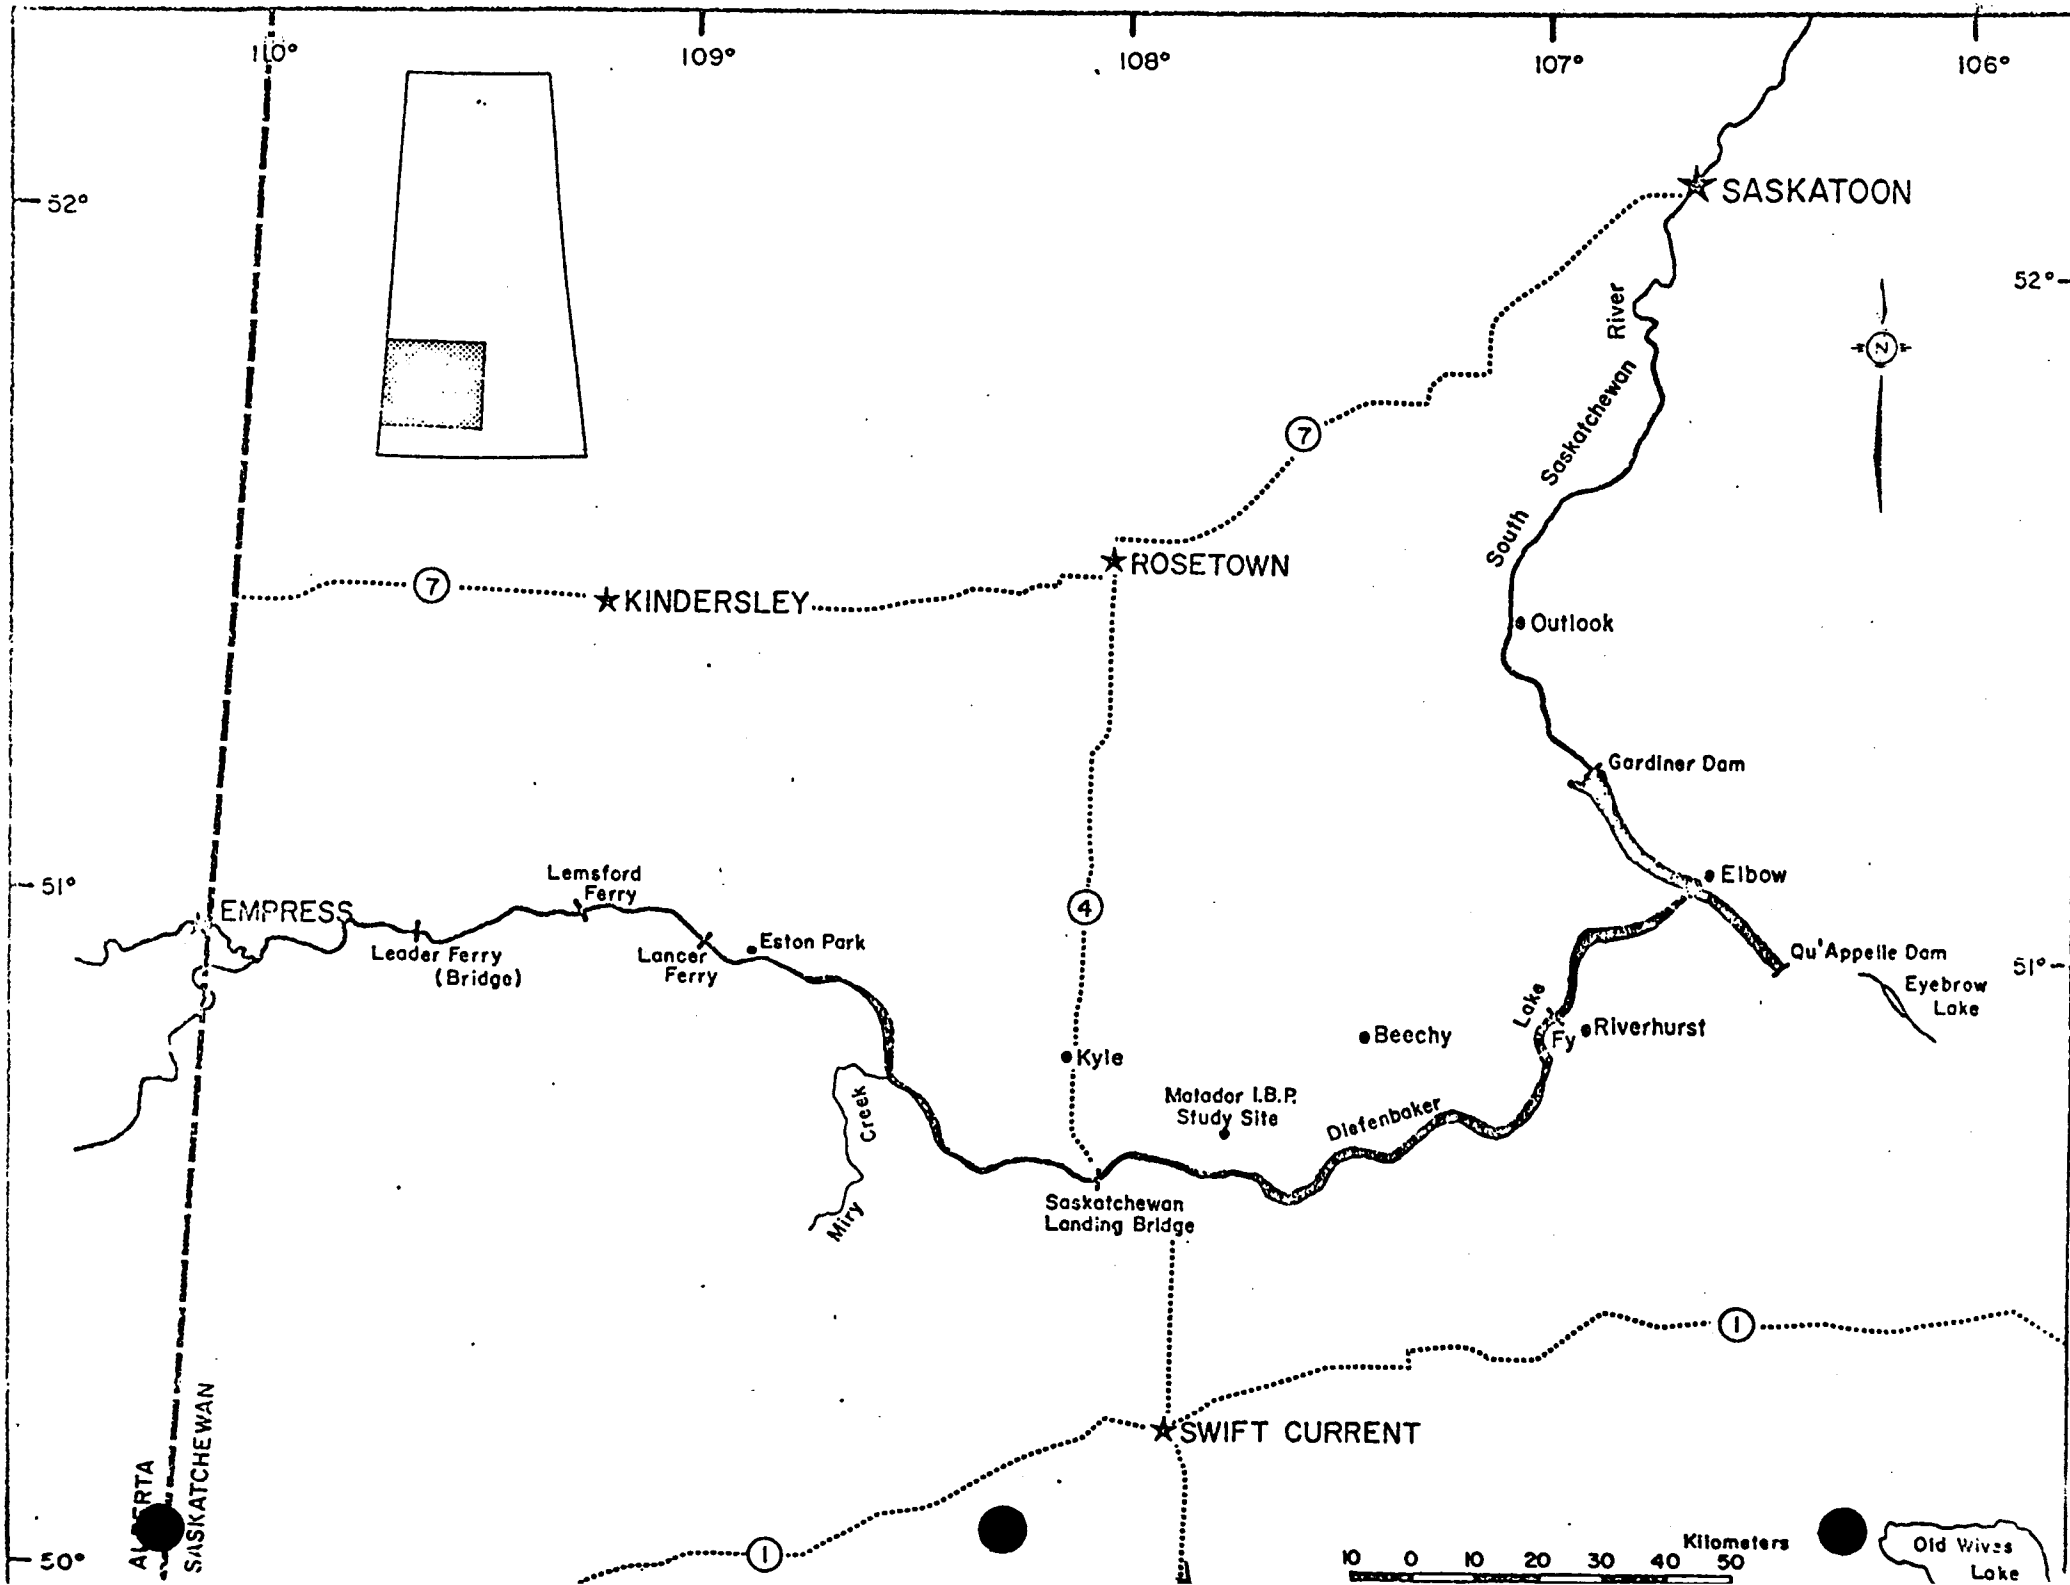 110°
109°
108°
107°
106°
52°
SASKATOON
52°
River
Saskatchewan
South
7
7
ROSETOWN
KINDERSLEY
Outlook
N
Gardiner Dam
Elbow
51°
EMPRESS
Lemsford
Ferry
Leader Ferry
(Bridge)
Lancer
Ferry
Eston Park
4
Qu'Appelle Dam
51°
Eyebrow
Lake
Kyle
Beechy
Lake
Fy
Riverhurst
Matador I.B.P.
Study Site
Diefenbaker
Creek
Miry
Saskatchewan
Landing Bridge
1
SWIFT CURRENT
ALBERTA
SASKATCHEWAN
50°
1
Kilometers
10 0 10 20 30 40 50
Old Wives
Lake